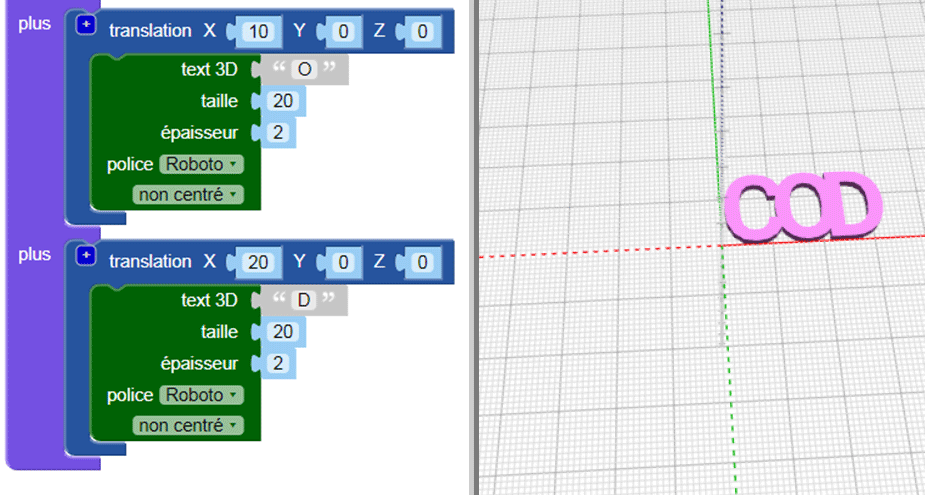 plus + translation X 10 Y 0 Z 0
text 3D “ O ”
taille 20
épaisseur 2
police Roboto
non centré
plus + translation X 20 Y 0 Z 0
text 3D “ D ”
taille 20
épaisseur 2
police Roboto
non centré
COD